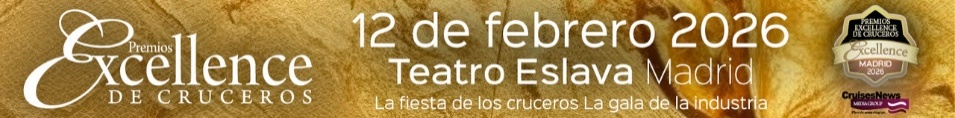 Premios
Excellence
DE CRUCEROS
12 de febrero 2026
Teatro Eslava Madrid
La fiesta de los cruceros La gala de la industria
PREMIOS
EXCELLENCE
DE CRUCEROS
Excellence
MADRID
2026
CruisesNews
MEDIA GROUP